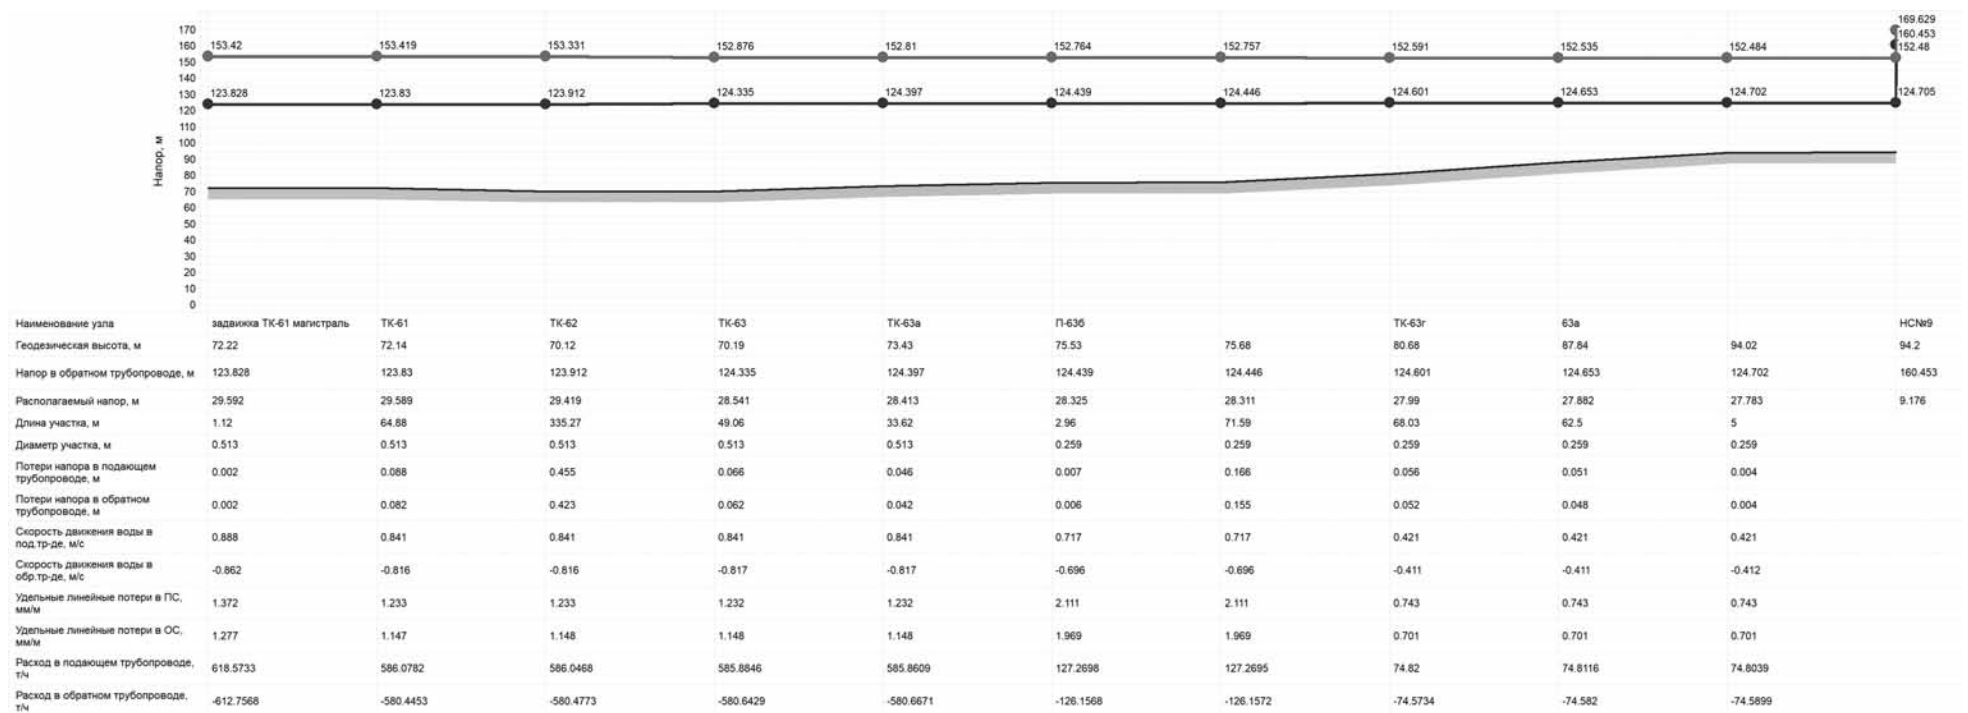 169.629
170
160
153.42 153.419 153.331 152.876 152.81 152.764 152.757 152.591 152.535 152.484 160.453
152.48
150
140
130
123.828 123.83 123.912 124.335 124.397 124.439 124.446 124.601 124.653 124.702 124.705
120
110
100
90
80
70
60
50
40
30
20
10
0
Напор, м
Наименование узла задвижка ТК-61 магистраль ТК-61 ТК-62 ТК-63 ТК-63а П-63б ТК-63г 63а НС№9
Геодезическая высота, м 72.22 72.14 70.12 70.19 73.43 75.53 75.68 80.68 87.84 94.02 94.2
Напор в обратном трубопроводе, м 123.828 123.83 123.912 124.335 124.397 124.439 124.446 124.601 124.653 124.702 160.453
Располагаемый напор, м 29.592 29.589 29.419 28.541 28.413 28.325 28.311 27.99 27.882 27.783 9.176
Длина участка, м 1.12 64.88 335.27 49.06 33.62 2.96 71.59 68.03 62.5 5
Диаметр участка, м 0.513 0.513 0.513 0.513 0.513 0.259 0.259 0.259 0.259 0.259
Потери напора в подающем
трубопроводе, м 0.002 0.088 0.455 0.066 0.046 0.007 0.166 0.056 0.051 0.004
Потери напора в обратном
трубопроводе, м 0.002 0.082 0.423 0.062 0.042 0.006 0.155 0.052 0.048 0.004
Скорость движения воды в
под.тр-де, м/с 0.888 0.841 0.841 0.841 0.841 0.717 0.717 0.421 0.421 0.421
Скорость движения воды в
обр.тр-де, м/с -0.862 -0.816 -0.816 -0.817 -0.817 -0.696 -0.696 -0.411 -0.411 -0.412
Удельные линейные потери в ПС,
мм/м 1.372 1.233 1.233 1.232 1.232 2.111 2.111 0.743 0.743 0.743
Удельные линейные потери в ОС,
мм/м 1.277 1.147 1.148 1.148 1.148 1.969 1.969 0.701 0.701 0.701
Расход в подающем трубопроводе,
т/ч 618.5733 586.0782 586.0468 585.8846 585.8609 127.2698 127.2695 74.82 74.8116 74.8039
Расход в обратном трубопроводе,
т/ч -612.7568 -580.4453 -580.4773 -580.6429 -580.6671 -126.1568 -126.1572 -74.5734 -74.582 -74.5899